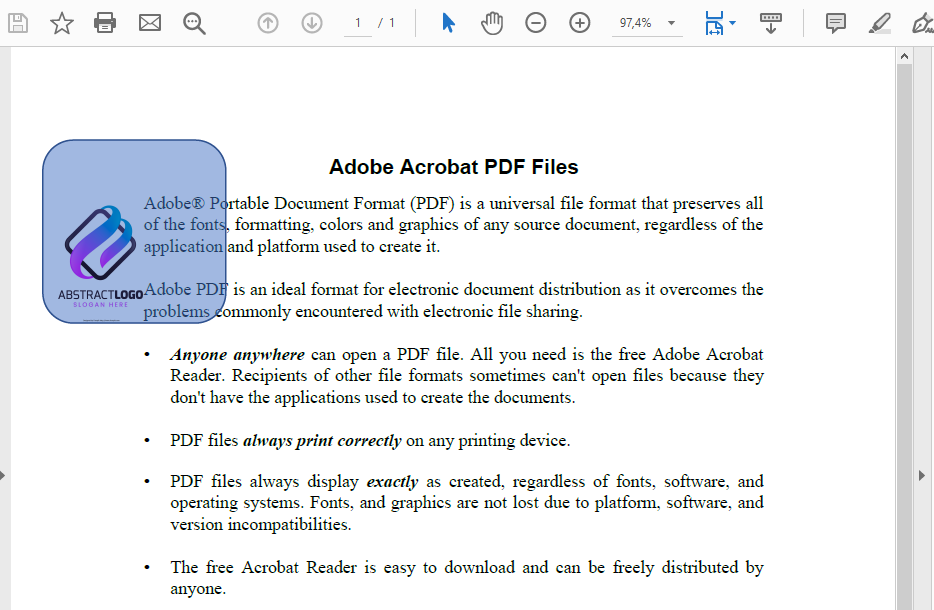 1 / 1
97,4%
Adobe Acrobat PDF Files
Adobe® Portable Document Format (PDF) is a universal file format that preserves all
of the fonts, formatting, colors and graphics of any source document, regardless of the
application and platform used to create it.
Adobe PDF is an ideal format for electronic document distribution as it overcomes the
problems commonly encountered with electronic file sharing.
ABSTRACTLOGO
SLOGAN HERE
• Anyone anywhere can open a PDF file. All you need is the free Adobe Acrobat
Reader. Recipients of other file formats sometimes can't open files because they
don't have the applications used to create the documents.
• PDF files always print correctly on any printing device.
• PDF files always display exactly as created, regardless of fonts, software, and
operating systems. Fonts, and graphics are not lost due to platform, software, and
version incompatibilities.
• The free Acrobat Reader is easy to download and can be freely distributed by
anyone.